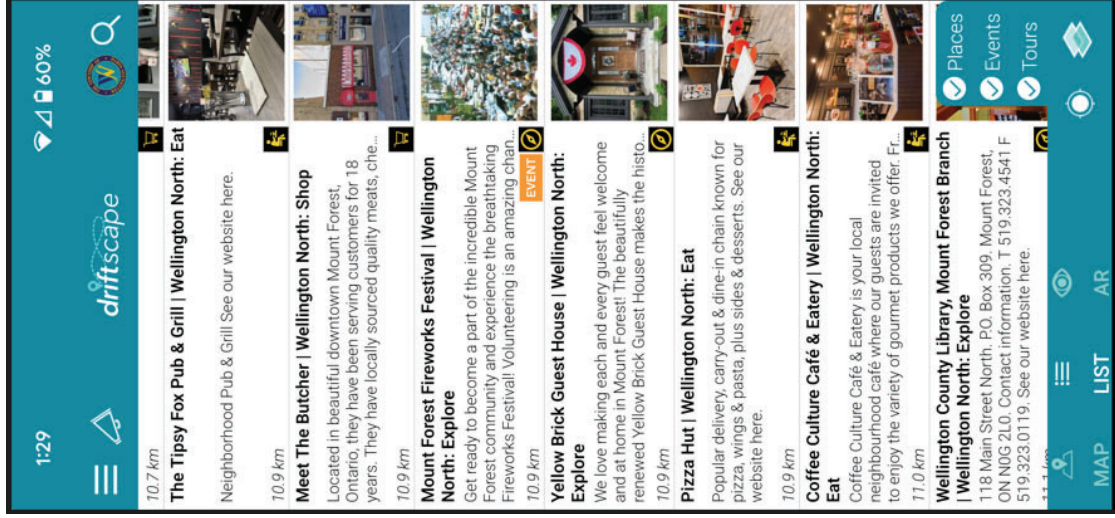 1:29
60%
driftscape
10.7 km
The Tipsy Fox Pub & Grill | Wellington North: Eat
Neighborhood Pub & Grill See our website here.
10.9 km
Meet The Butcher | Wellington North: Shop
Located in beautiful downtown Mount Forest,
Ontario, they have been serving customers for 18
years. They have locally sourced quality meats, che...
10.9 km
Mount Forest Fireworks Festival | Wellington
North: Explore
Get ready to become a part of the incredible Mount
Forest community and experience the breathtaking
Fireworks Festival! Volunteering is an amazing chan...
10.9 km
EVENT
Yellow Brick Guest House | Wellington North:
Explore
We love making each and every guest feel welcome
and at home in Mount Forest! The beautifully
renewed Yellow Brick Guest House makes the histo...
10.9 km
Pizza Hut | Wellington North: Eat
Popular delivery, carry-out & dine-in chain known for
pizza, wings & pasta, plus sides & desserts. See our
website here.
10.9 km
Coffee Culture Café & Eatery | Wellington North:
Eat
Coffee Culture Café & Eatery is your local
neighbourhood café where our guests are invited
to enjoy the variety of gourmet products we offer. Fr...
11.0 km
Wellington County Library, Mount Forest Branch
| Wellington North: Explore
118 Main Street North. P.O. Box 309. Mount Forest,
ON N0G 2L0. Contact information. T 519.323.4541 F
519.323.0119. See our website here.
11.1 km
Places
Events
Tours
MAP
LIST
AR